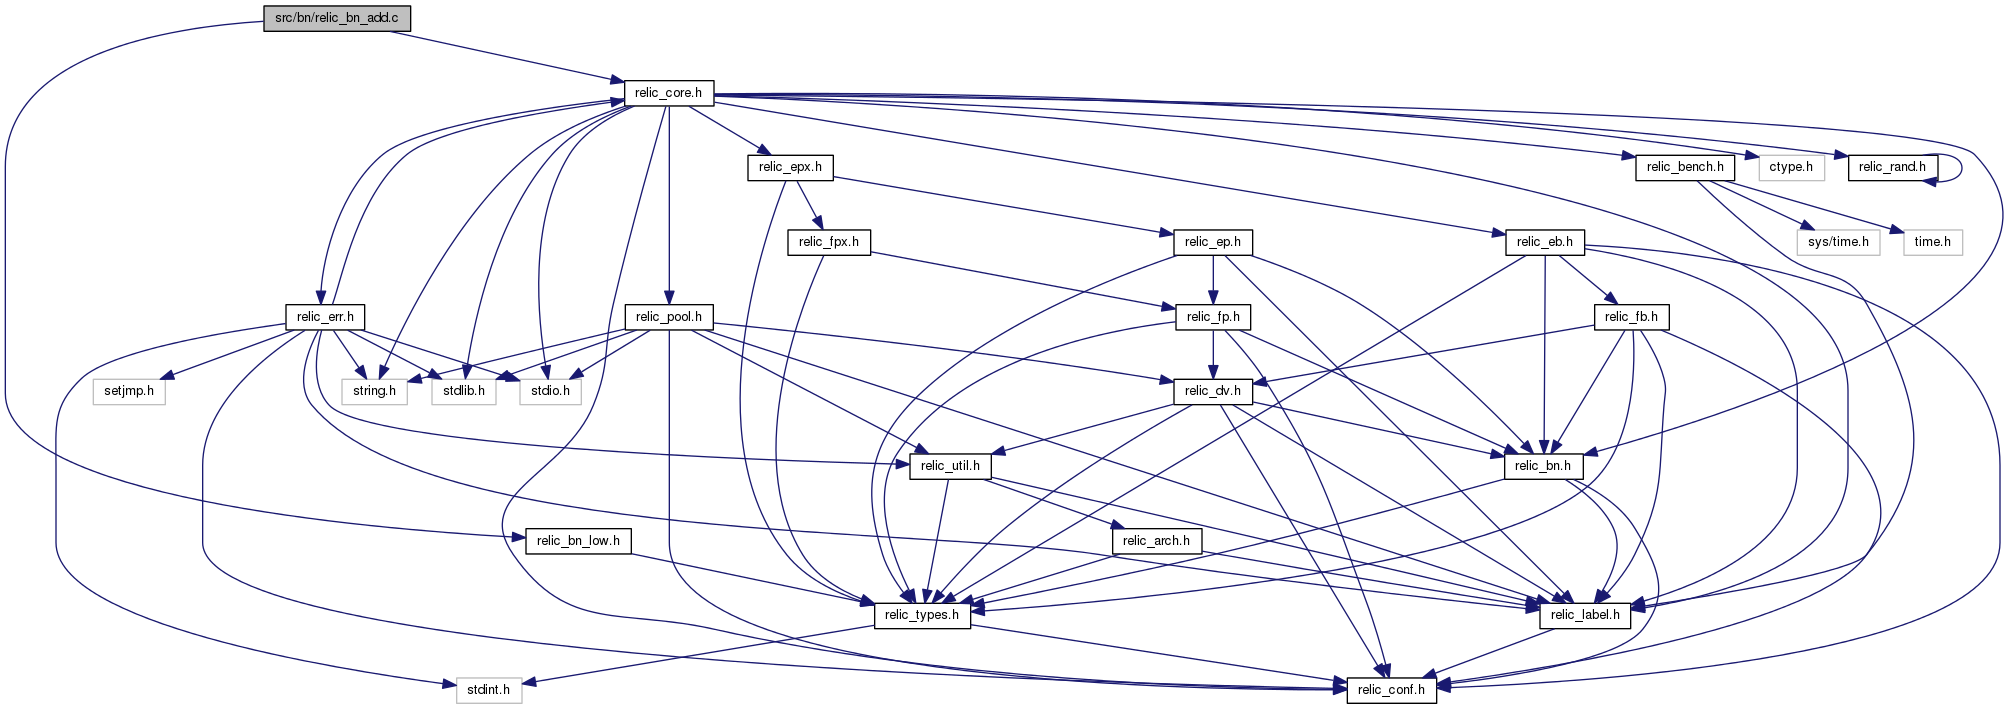 src/bn/relic_bn_add.c
relic_core.h
relic_epx.h
relic_bench.h
ctype.h
relic_rand.h
relic_fpx.h
relic_ep.h
relic_eb.h
sys/time.h
time.h
relic_err.h
relic_pool.h
relic_fp.h
relic_fb.h
setjmp.h
string.h
stdlib.h
stdio.h
relic_dv.h
relic_util.h
relic_bn.h
relic_bn_low.h
relic_arch.h
relic_types.h
relic_label.h
stdint.h
relic_conf.h